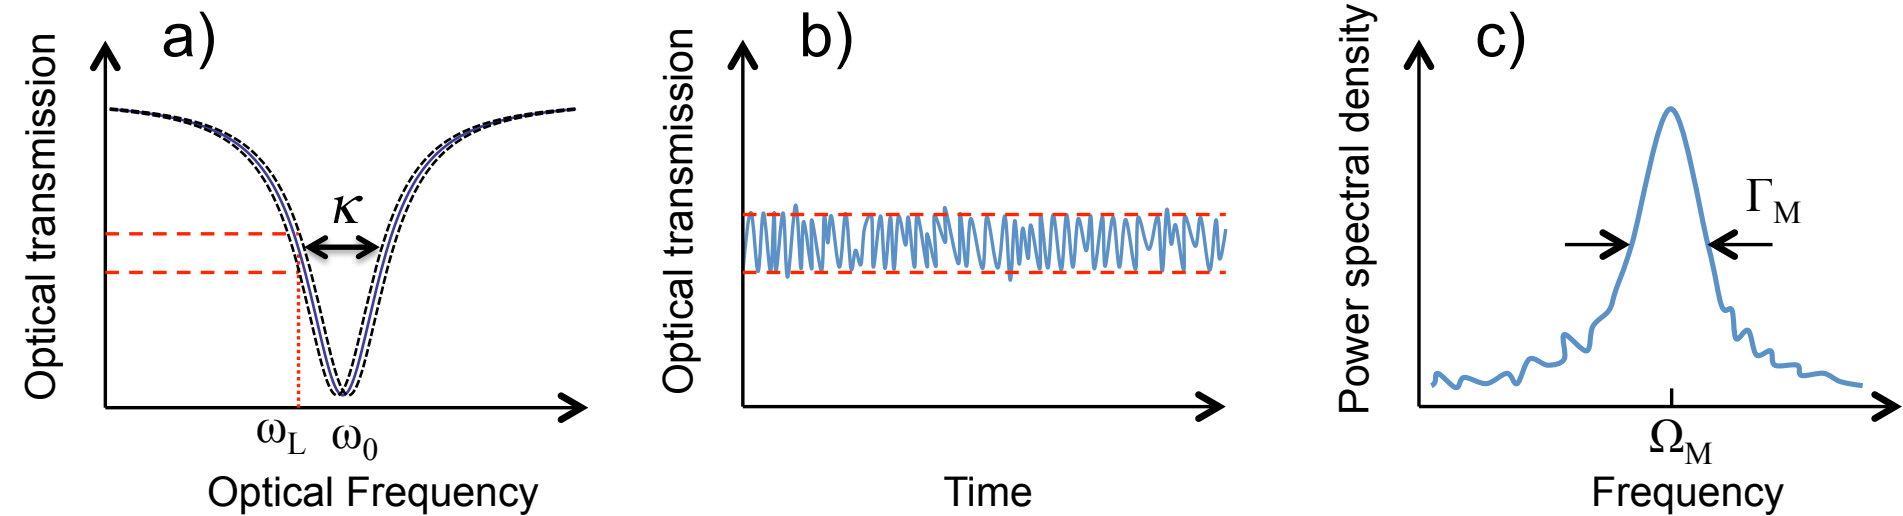 a)
Optical transmission
κ
ω_L
ω_0
Optical Frequency
b)
Optical transmission
Time
c)
Power spectral density
Γ_M
Ω_M
Frequency